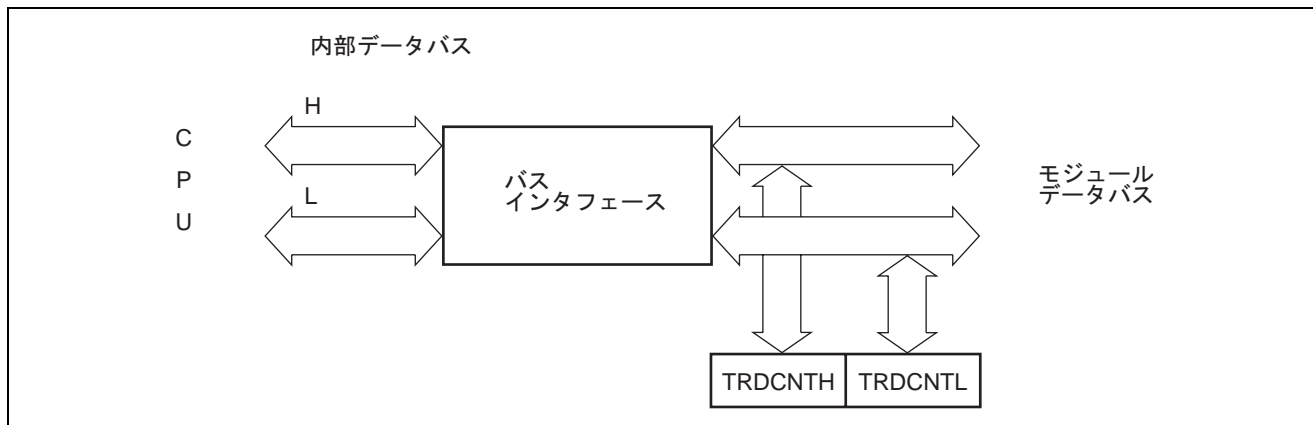 内部データバス
H
C
P
U
L
バス
インタフェース
モジュール
データバス
TRDCNTH
TRDCNTL